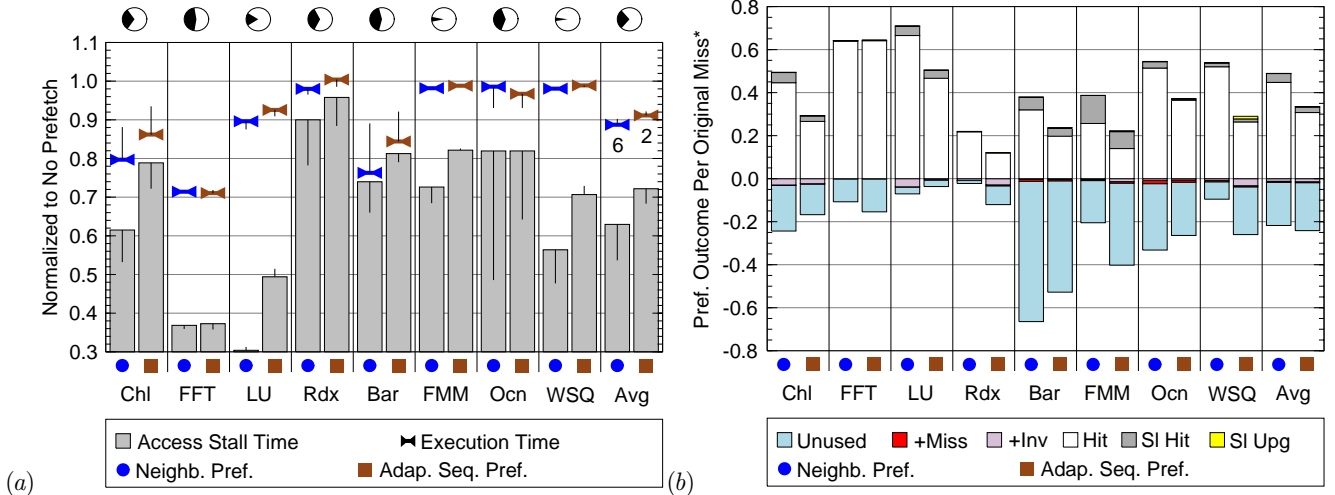 Normalized to No Prefetch
1.1
1.0
0.9
0.8
0.7
0.6
0.5
0.4
0.3
6
2
Chl FFT LU Rdx Bar FMM Ocn WSQ Avg
Access Stall Time Execution Time
Neighb. Pref. Adap. Seq. Pref.
(a)
Pref. Outcome Per Original Miss*
0.8
0.6
0.4
0.2
0.0
-0.2
-0.4
-0.6
-0.8
Chl FFT LU Rdx Bar FMM Ocn WSQ Avg
Unused +Miss +Inv Hit Sl Hit Sl Upg
Neighb. Pref. Adap. Seq. Pref.
(b)